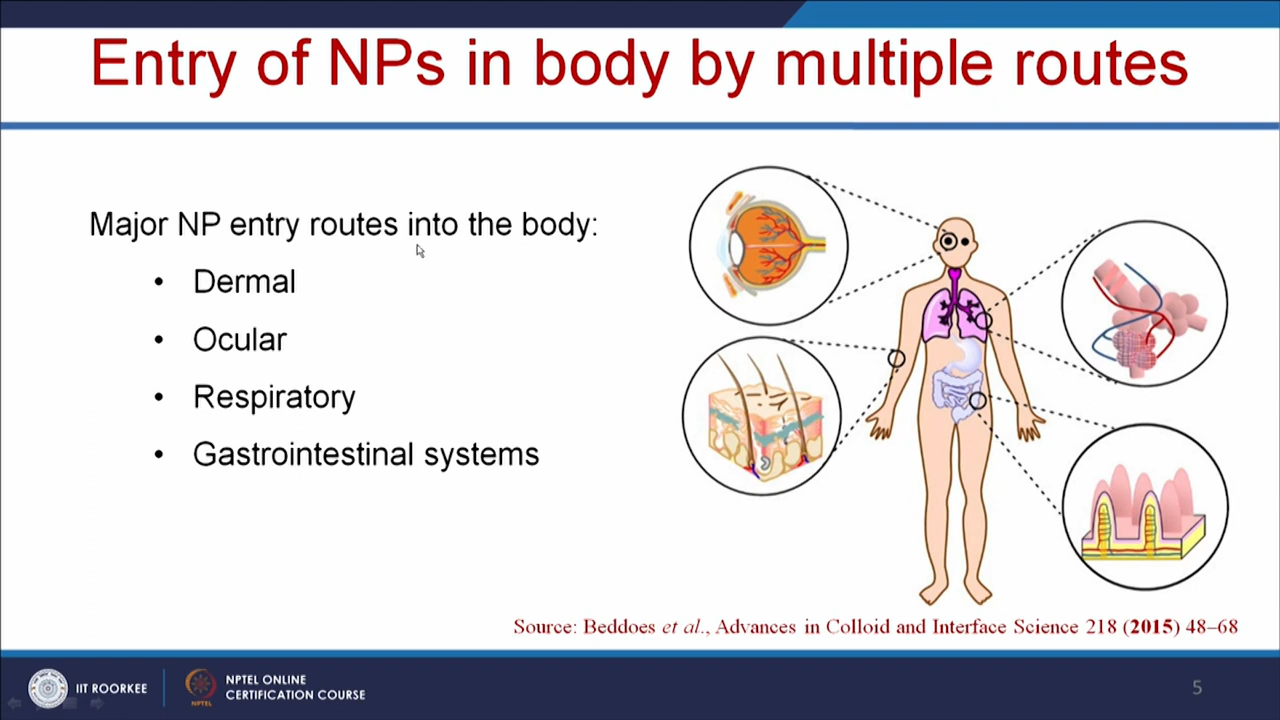 Entry of NPs in body by multiple routes
Major NP entry routes into the body:
• Dermal
• Ocular
• Respiratory
• Gastrointestinal systems
Source: Beddoes et al., Advances in Colloid and Interface Science 218 (2015) 48–68
IIT ROORKEE
NPTEL
NPTEL ONLINE
CERTIFICATION COURSE
5